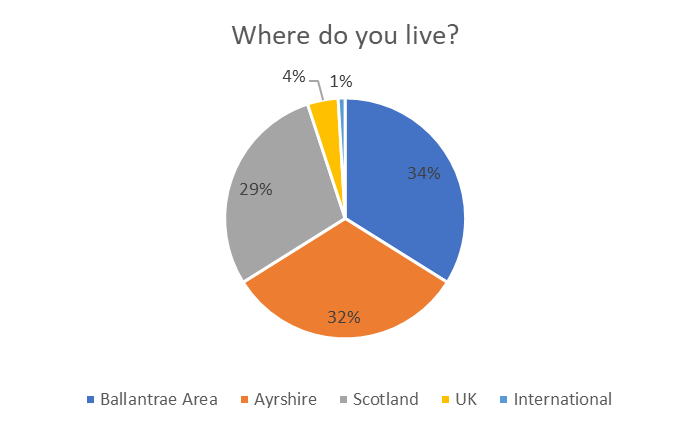 Where do you live?
4% 1%
34%
29%
32%
Ballantrae Area Ayrshire Scotland UK International